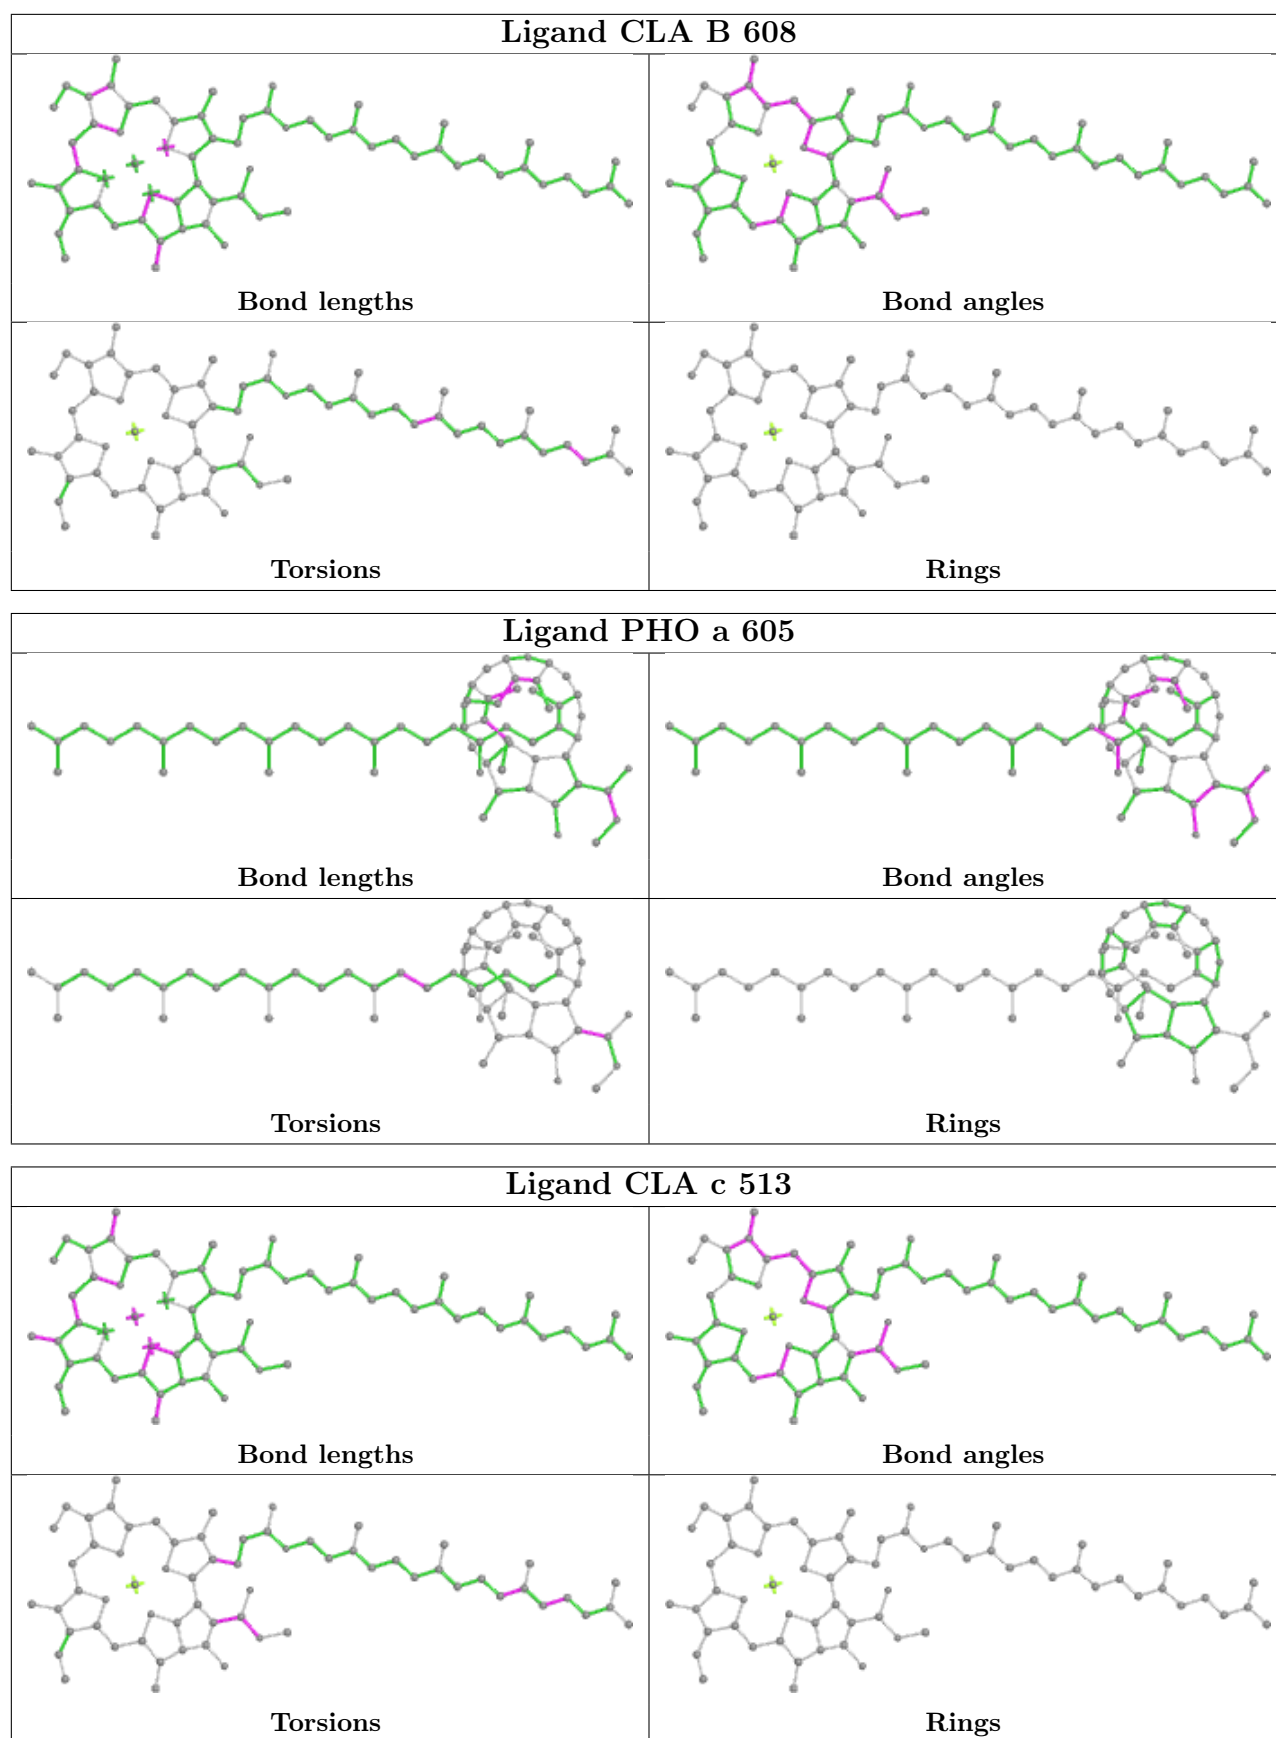 Ligand CLA B 608
Bond lengths
Bond angles
Torsions
Rings
Ligand PHO a 605
Bond lengths
Bond angles
Torsions
Rings
Ligand CLA c 513
Bond lengths
Bond angles
Torsions
Rings